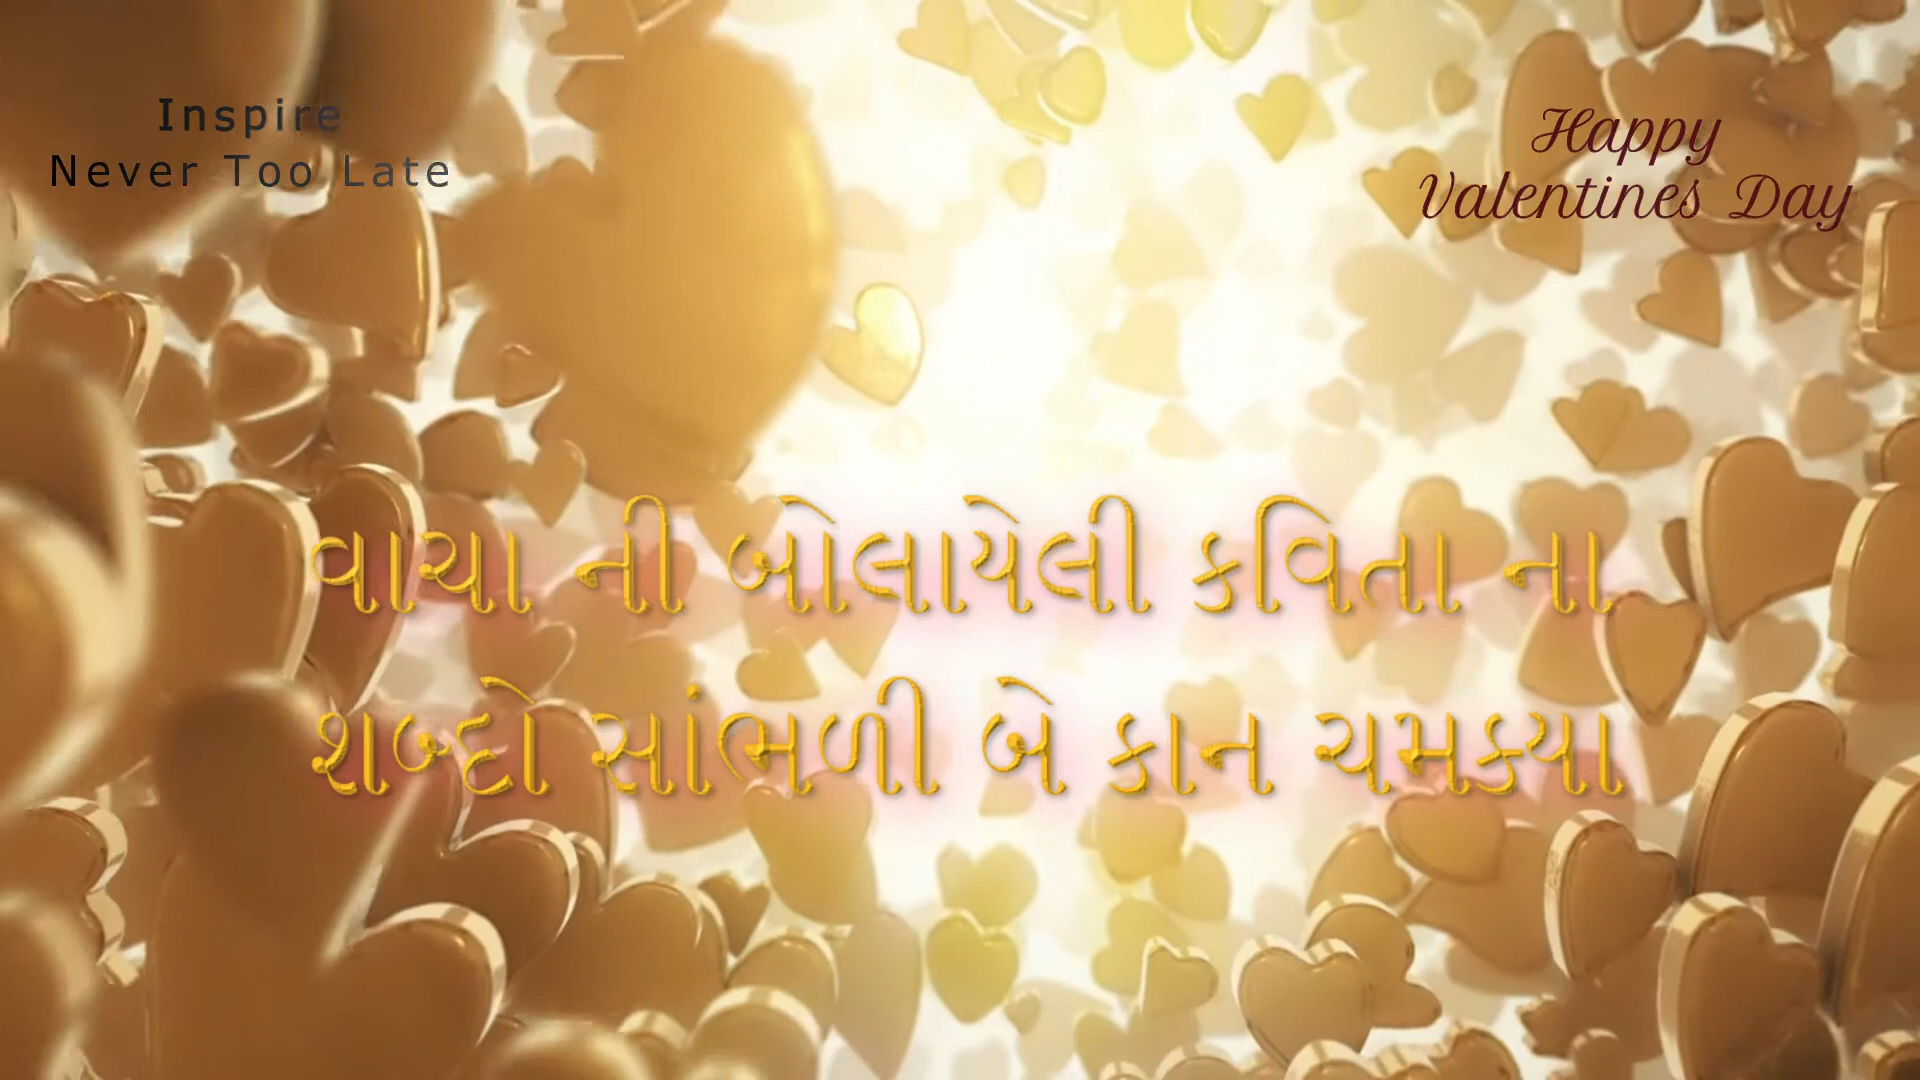 Inspire
Never Too Late
Happy
Valentines Day
વાચા ની બોલાયેલી કવિતા ના
શબ્દો સાંભળી બે કાન ચમક્યા